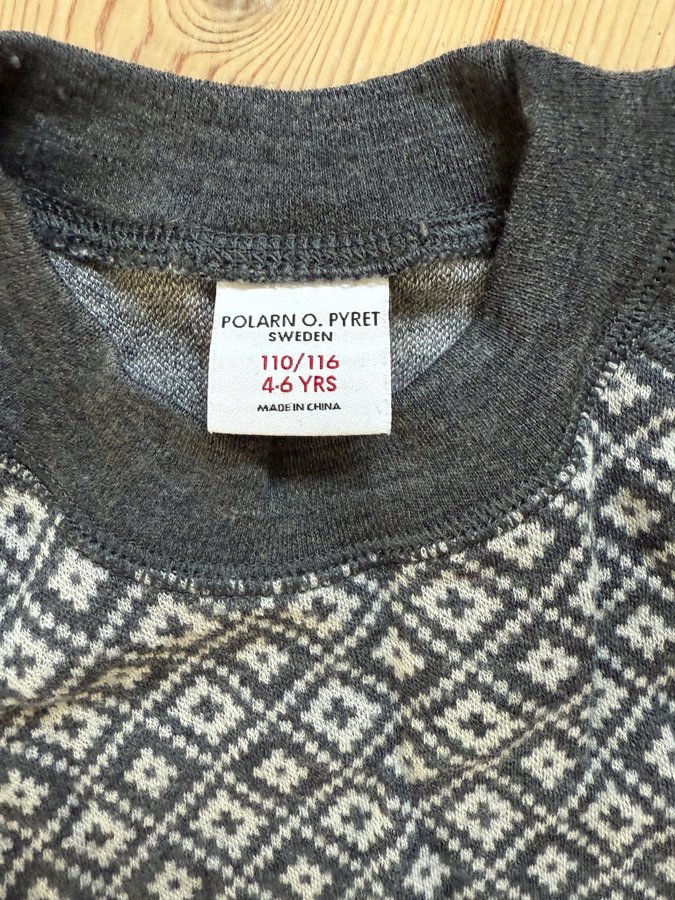 POLARN O. PYRET
SWEDEN
110/116
4-6 YRS
MADE IN CHINA